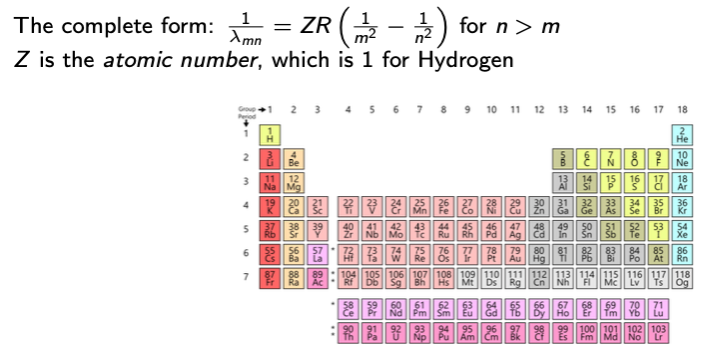 The complete form: 1/λmn = ZR (1/m² − 1/n²) for n > m
Z is the atomic number, which is 1 for Hydrogen
Group → 1 2 3 4 5 6 7 8 9 10 11 12 13 14 15 16 17 18
Period
1 1 H 2 He
2 3 Li 4 Be 5 B 6 C 7 N 8 O 9 F 10 Ne
3 11 Na 12 Mg 13 Al 14 Si 15 P 16 S 17 Cl 18 Ar
4 19 K 20 Ca 21 Sc 22 Ti 23 V 24 Cr 25 Mn 26 Fe 27 Co 28 Ni 29 Cu 30 Zn 31 Ga 32 Ge 33 As 34 Se 35 Br 36 Kr
5 37 Rb 38 Sr 39 Y 40 Zr 41 Nb 42 Mo 43 Tc 44 Ru 45 Rh 46 Pd 47 Ag 48 Cd 49 In 50 Sn 51 Sb 52 Te 53 I 54 Xe
6 55 Cs 56 Ba 57 La * 72 Hf 73 Ta 74 W 75 Re 76 Os 77 Ir 78 Pt 79 Au 80 Hg 81 Tl 82 Pb 83 Bi 84 Po 85 At 86 Rn
7 87 Fr 88 Ra 89 Ac ** 104 Rf 105 Db 106 Sg 107 Bh 108 Hs 109 Mt 110 Ds 111 Rg 112 Cn 113 Nh 114 Fl 115 Mc 116 Lv 117 Ts 118 Og
* 58 Ce 59 Pr 60 Nd 61 Pm 62 Sm 63 Eu 64 Gd 65 Tb 66 Dy 67 Ho 68 Er 69 Tm 70 Yb 71 Lu
** 90 Th 91 Pa 92 U 93 Np 94 Pu 95 Am 96 Cm 97 Bk 98 Cf 99 Es 100 Fm 101 Md 102 No 103 Lr